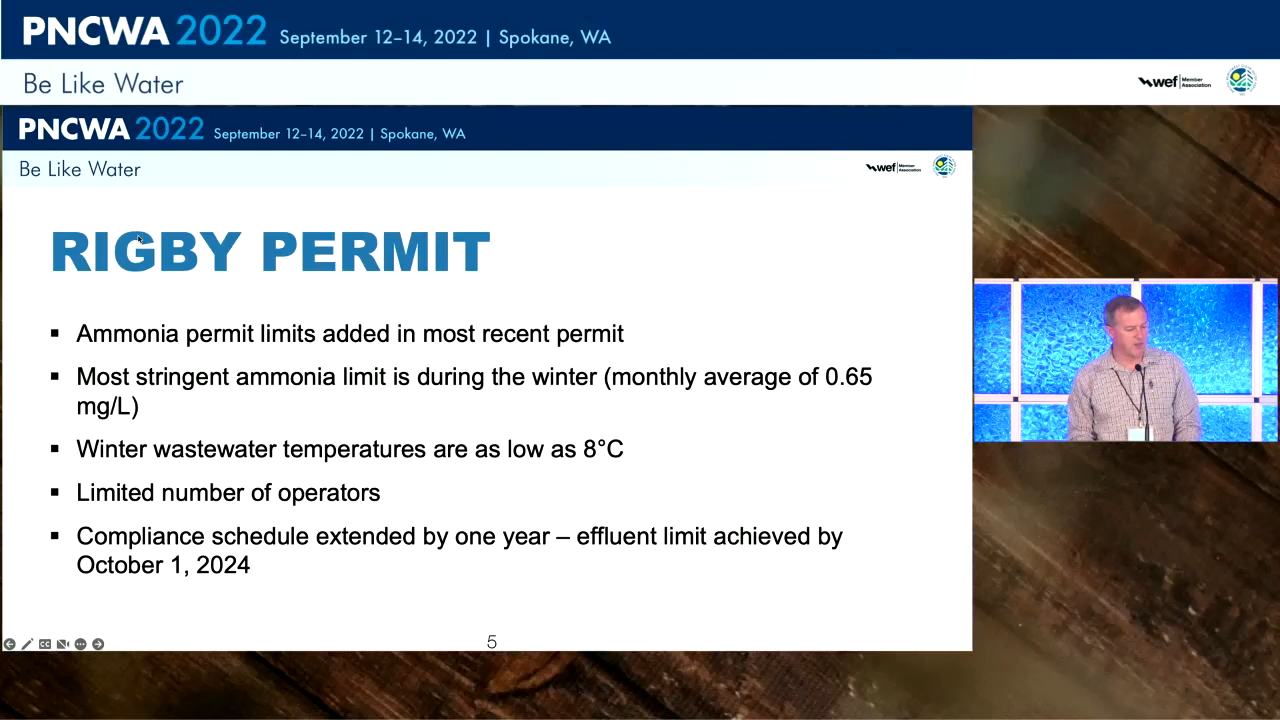 PNCWA 2022 September 12–14, 2022 | Spokane, WA
Be Like Water
wef Member Association
PNCWA 2022 September 12–14, 2022 | Spokane, WA
Be Like Water
wef Member Association
RIGBY PERMIT
▪ Ammonia permit limits added in most recent permit
▪ Most stringent ammonia limit is during the winter (monthly average of 0.65
mg/L)
▪ Winter wastewater temperatures are as low as 8°C
▪ Limited number of operators
▪ Compliance schedule extended by one year – effluent limit achieved by
October 1, 2024
CC
5